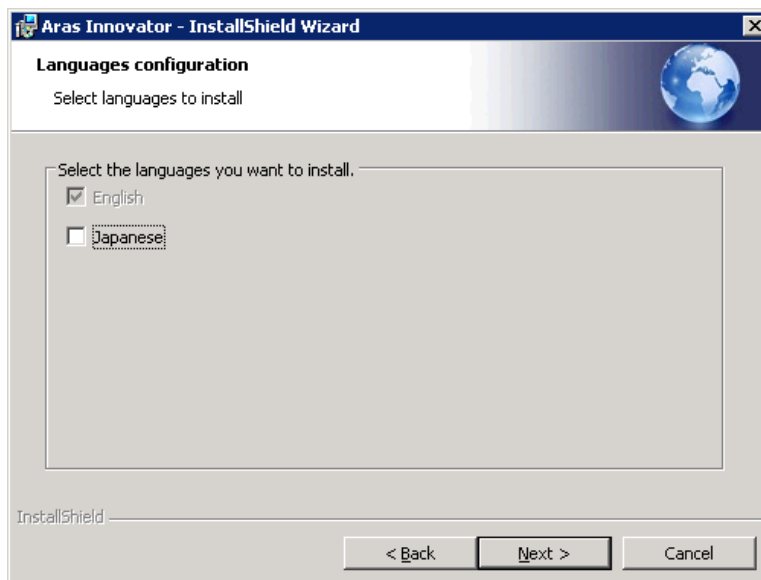 Aras Innovator - InstallShield Wizard
Languages configuration
Select languages to install
Select the languages you want to install.
English
Japanese
InstallShield
< Back
Next >
Cancel